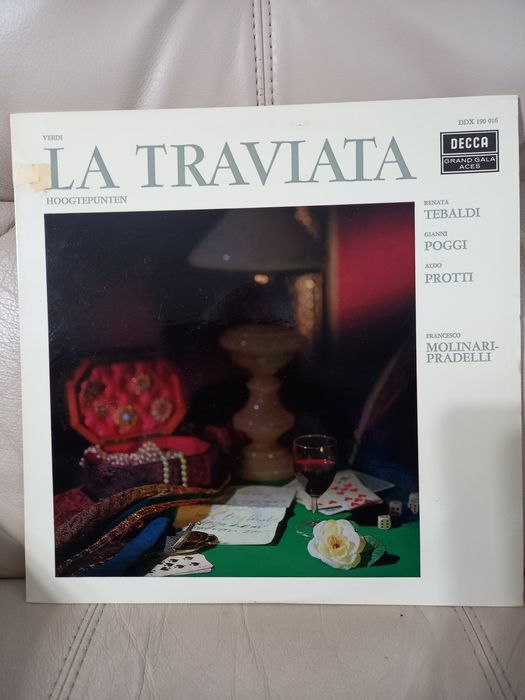 VERDI
LA TRAVIATA
HOOGTEPUNTEN
DDX 190 016
DECCA
GRAND GALA
ACES
RENATA
TEBALDI
GIANNI
POGGI
ALDO
PROTTI
FRANCESCO
MOLINARI-
PRADELLI